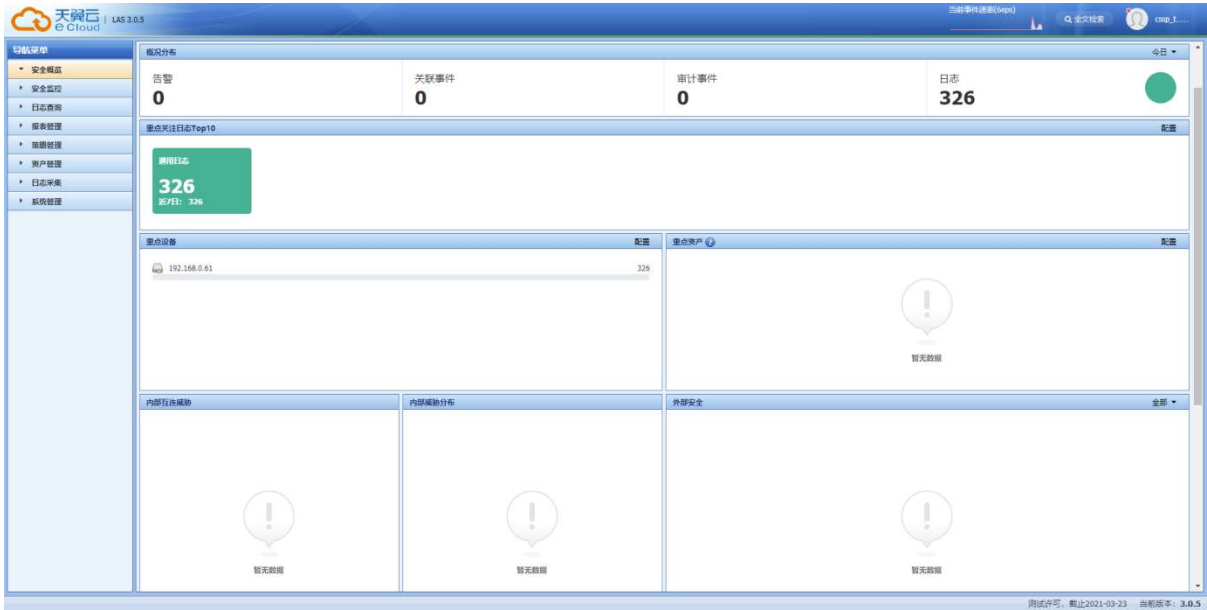 天翼云
e Cloud
LAS 3.0.5
当前事件速率(6eps)
全文检索
csop_t......
导航菜单
安全概览
安全监控
日志查询
报表管理
策略管理
资产管理
日志采集
系统管理
概况分布
今日
告警
0
关联事件
0
审计事件
0
日志
326
重点关注日志Top10
配置
通用日志
326
近7日: 326
重点设备
配置
192.168.0.61
326
重点资产
配置
暂无数据
内部互连威胁
暂无数据
内部威胁分布
暂无数据
外部安全
全部
暂无数据
测试许可, 截止2021-03-23 当前版本: 3.0.5